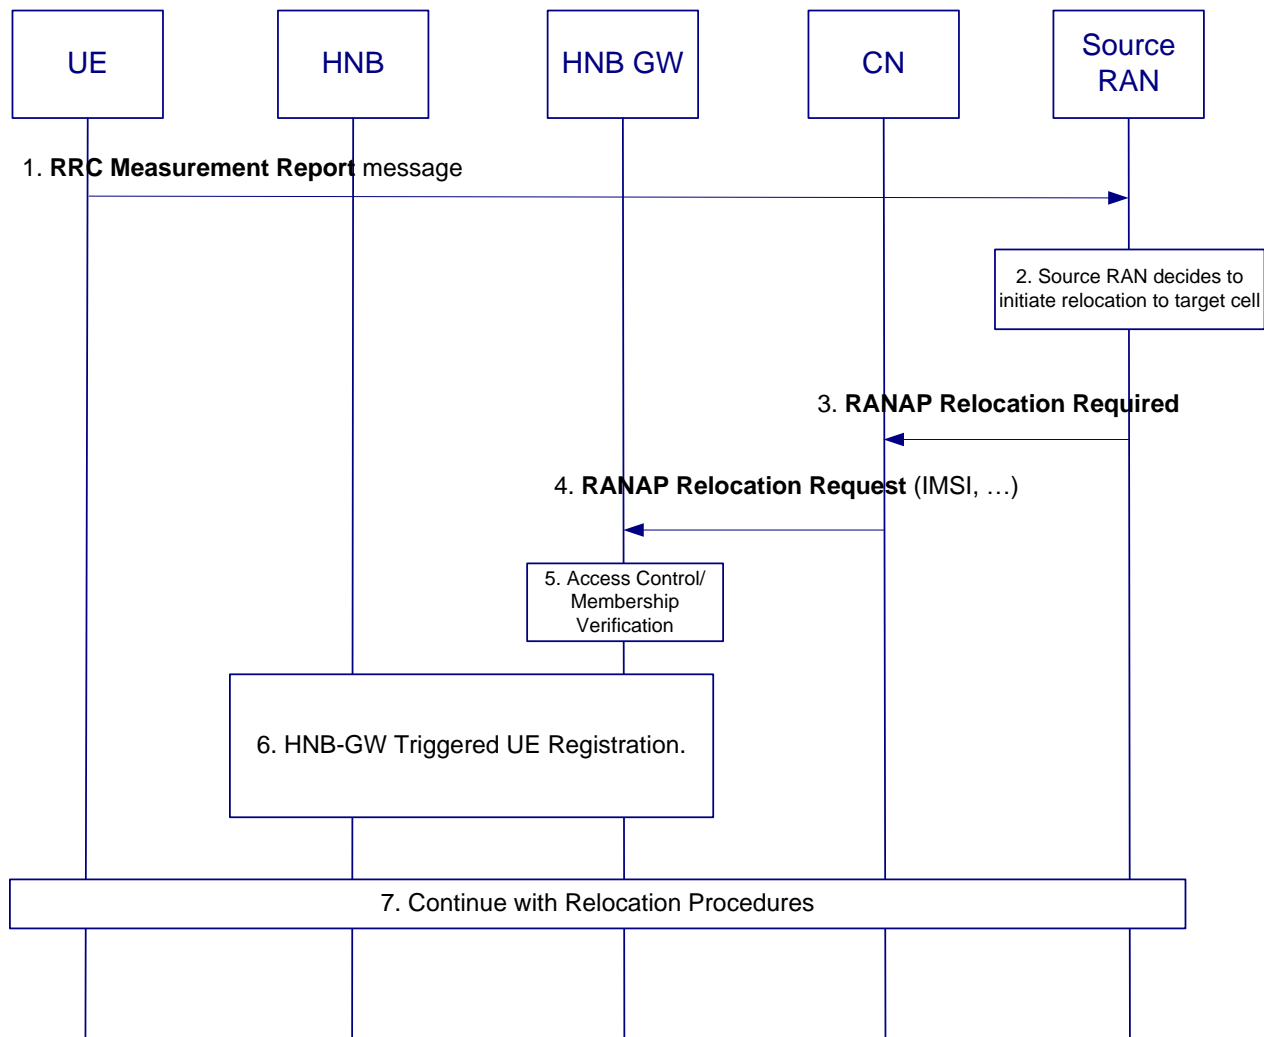 UE
HNB
HNB GW
CN
Source
RAN
1. RRC Measurement Report message
2. Source RAN decides to
initiate relocation to target cell
3. RANAP Relocation Required
4. RANAP Relocation Request (IMSI, …)
5. Access Control/
Membership
Verification
6. HNB-GW Triggered UE Registration.
7. Continue with Relocation Procedures